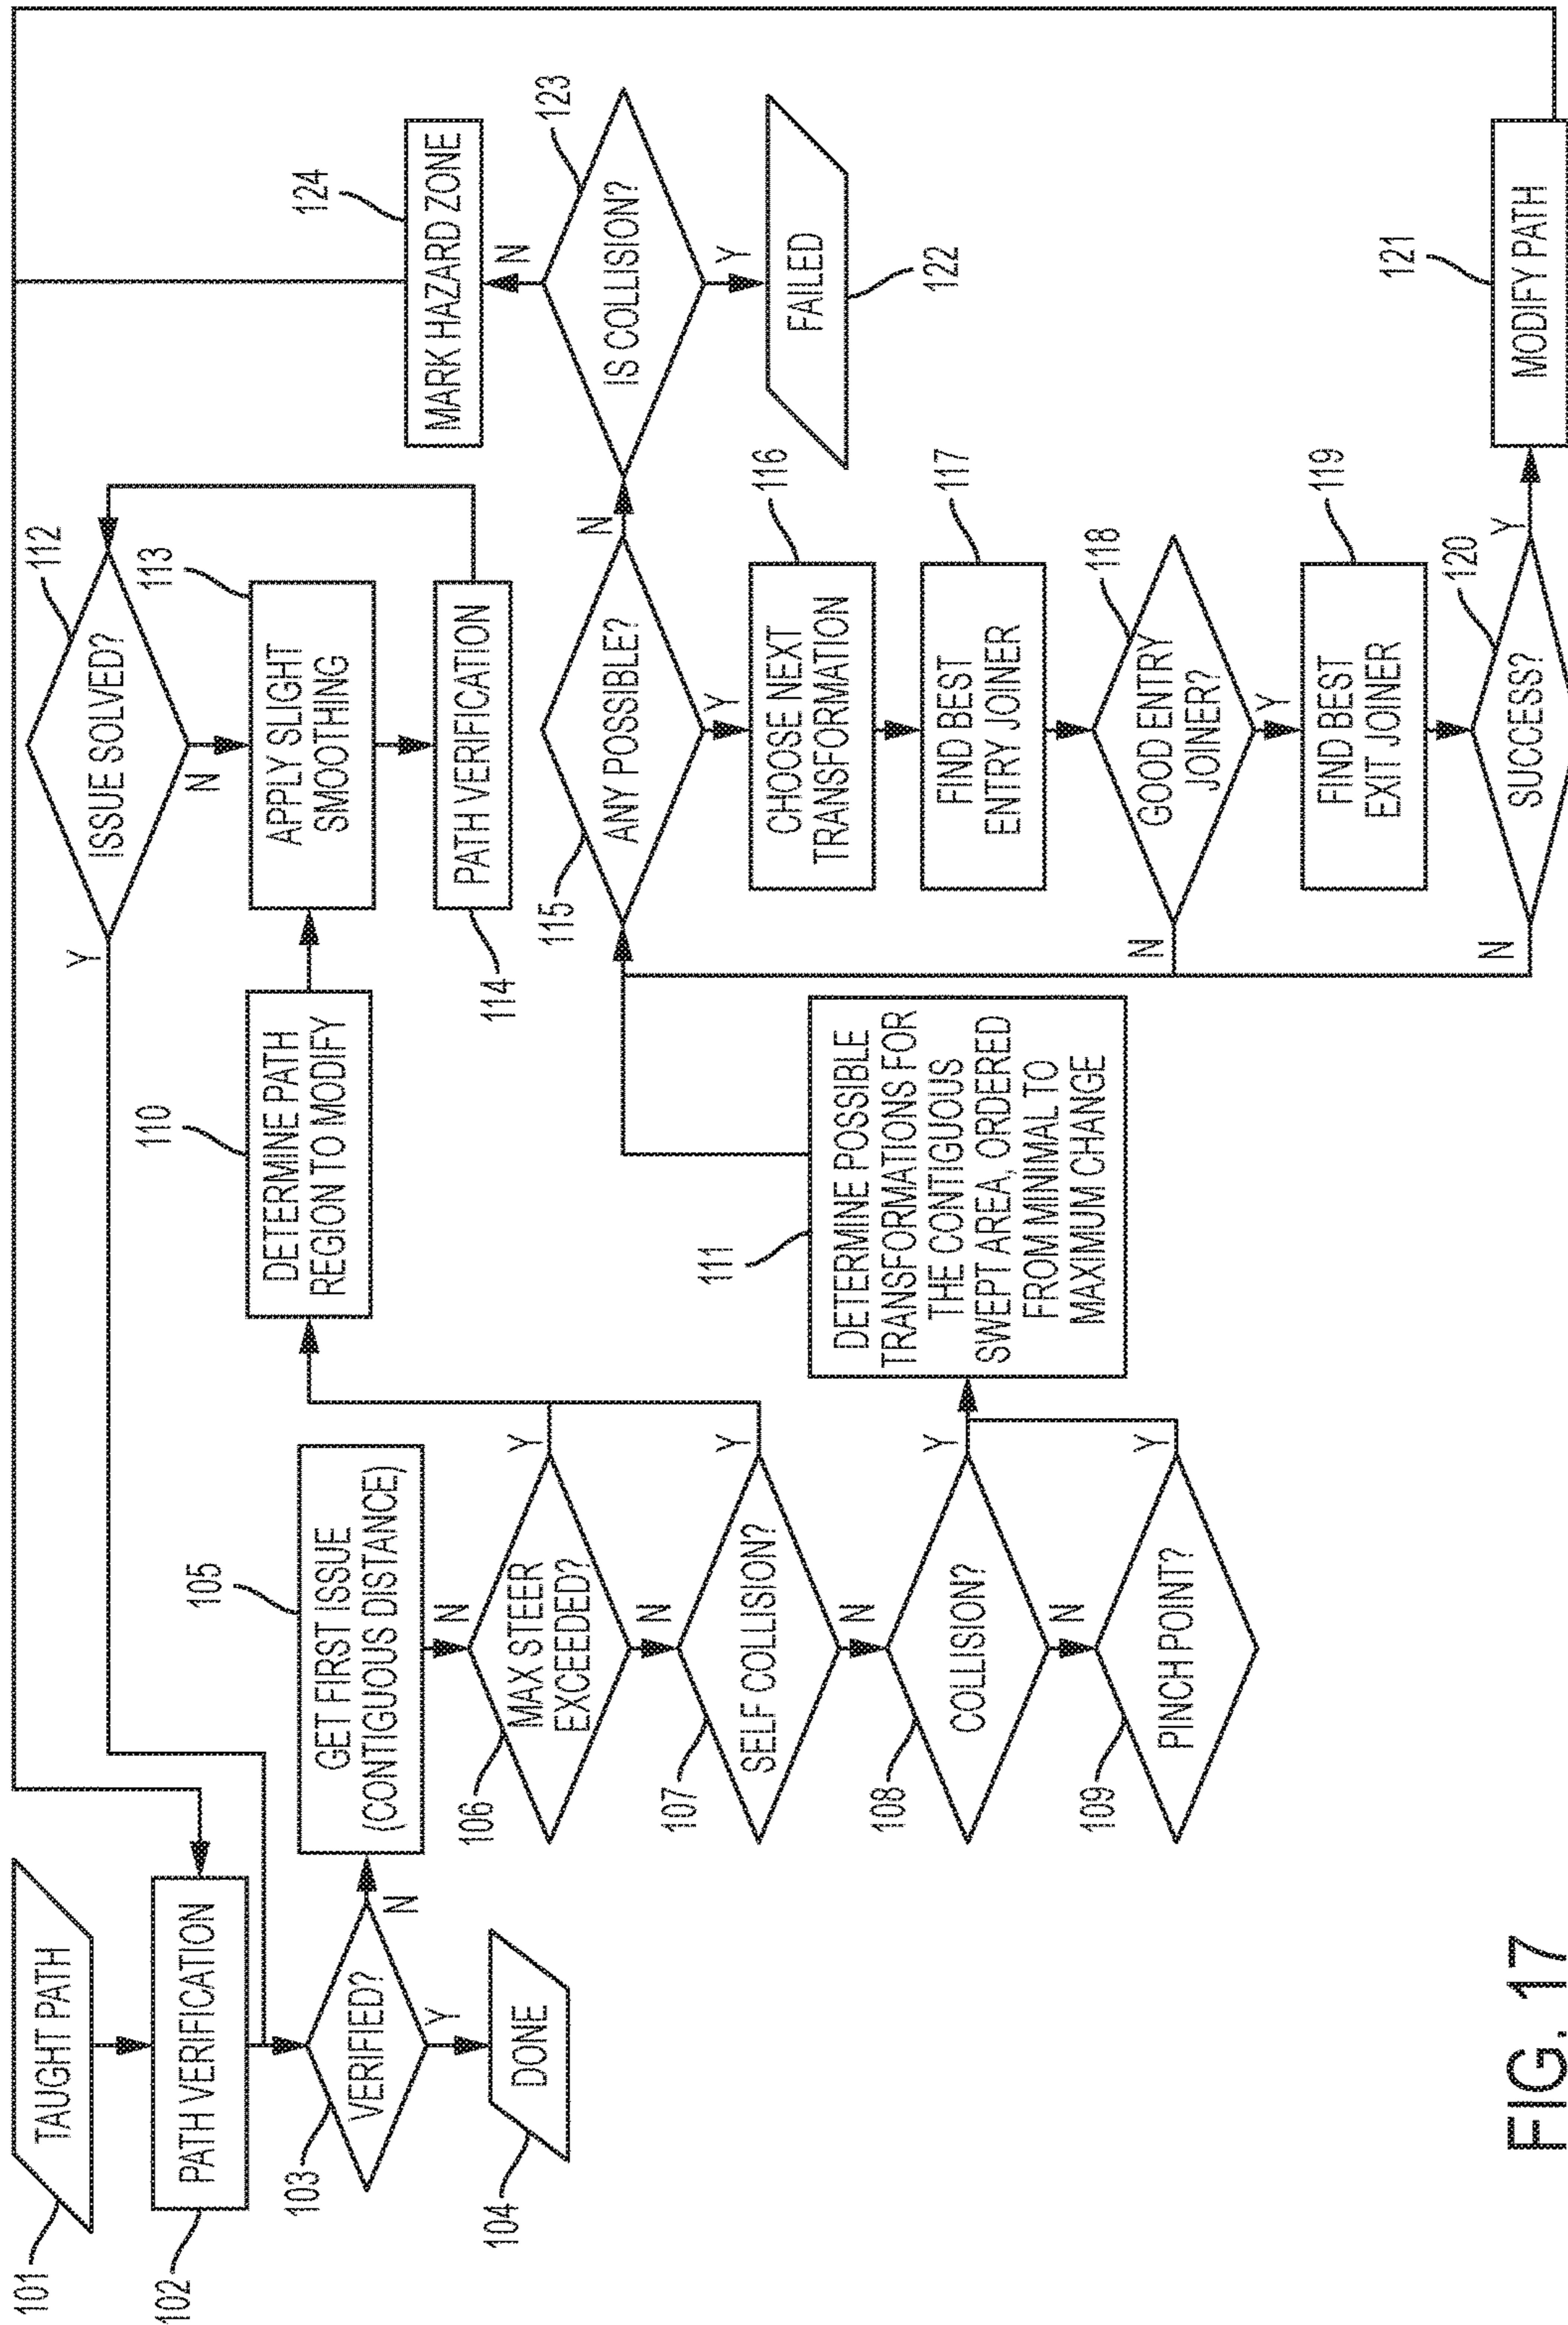 101
TAUGHT PATH
102
PATH VERIFICATION
103
VERIFIED?
N
Y
104
DONE
105
GET FIRST ISSUE
(CONTIGUOUS DISTANCE)
N
106
MAX STEER
EXCEEDED?
Y
N
107
SELF COLLISION?
Y
N
108
COLLISION?
Y
N
109
PINCH POINT?
Y
110
DETERMINE PATH
REGION TO MODIFY
111
DETERMINE POSSIBLE
TRANSFORMATIONS FOR
THE CONTIGUOUS
SWEPT AREA, ORDERED
FROM MINIMAL TO
MAXIMUM CHANGE
112
ISSUE SOLVED?
Y
N
113
APPLY SLIGHT
SMOOTHING
114
PATH VERIFICATION
115
ANY POSSIBLE?
N
Y
116
CHOOSE NEXT
TRANSFORMATION
117
FIND BEST
ENTRY JOINER
118
GOOD ENTRY
JOINER?
N
Y
119
FIND BEST
EXIT JOINER
120
SUCCESS?
N
Y
121
MODIFY PATH
122
FAILED
123
IS COLLISION?
N
Y
124
MARK HAZARD ZONE
FIG. 17